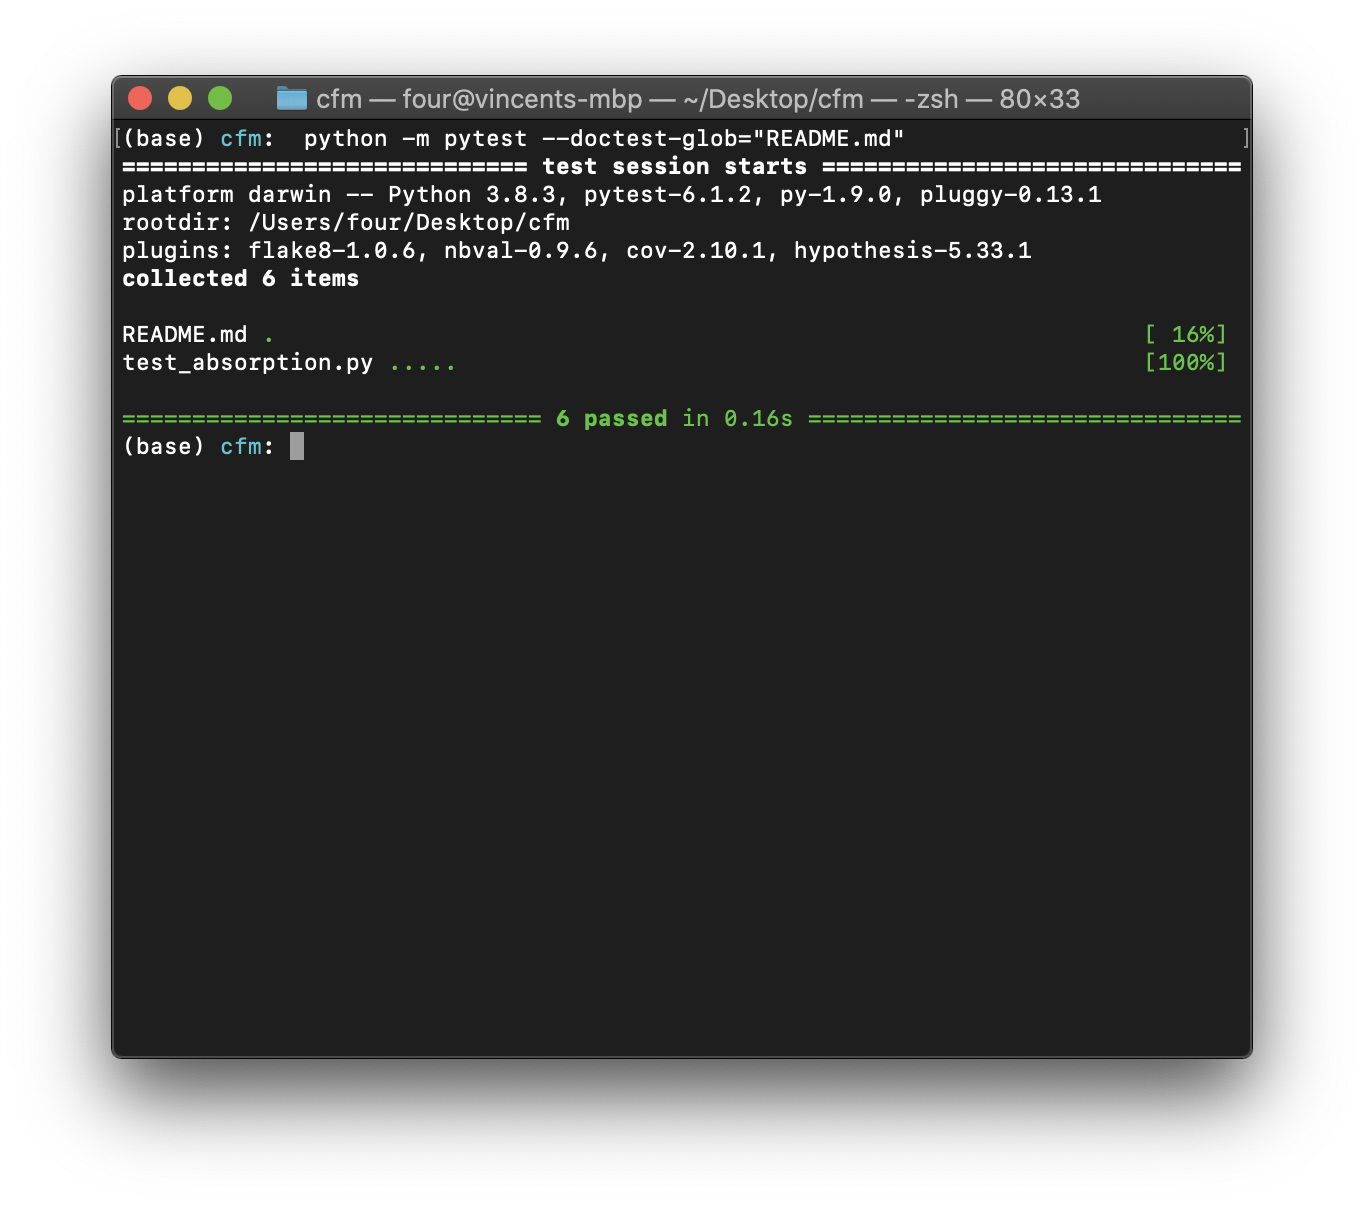 cfm — four@vincents-mbp — ~/Desktop/cfm — -zsh — 80×33
[(base) cfm:  python -m pytest --doctest-glob="README.md" ]
============================= test session starts ==============================
platform darwin -- Python 3.8.3, pytest-6.1.2, py-1.9.0, pluggy-0.13.1
rootdir: /Users/four/Desktop/cfm
plugins: flake8-1.0.6, nbval-0.9.6, cov-2.10.1, hypothesis-5.33.1
collected 6 items
README.md . [ 16%]
test_absorption.py ..... [100%]
============================== 6 passed in 0.16s ===============================
(base) cfm: